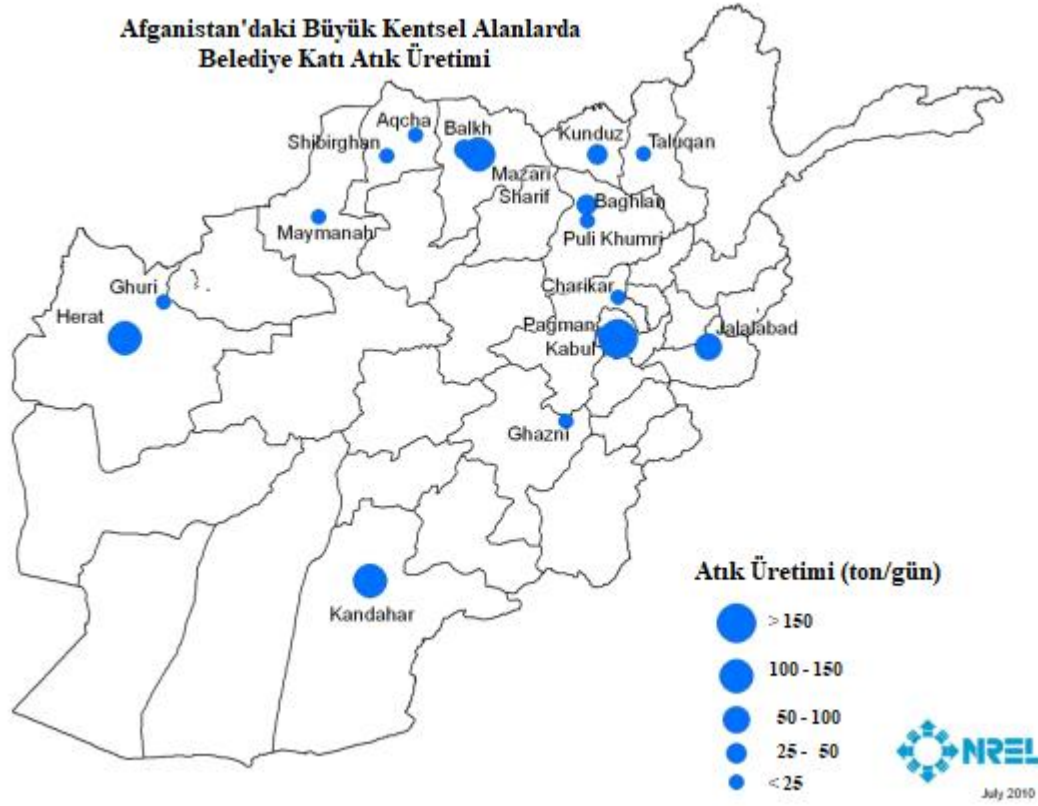 Afganistan'daki Büyük Kentsel Alanlarda
Belediye Katı Atık Üretimi
Aqcha
Balkh
Shibirghan
Kunduz
Taluqan
Mazari
Sharif
Baghlan
Maymanah
Puli Khumri
Ghuri
Charikar
Herat
Pagman
Kabul
Jalalabad
Ghazni
Kandahar
Atık Üretimi (ton/gün)
> 150
100 - 150
50 - 100
25 - 50
< 25
NREL
July 2010